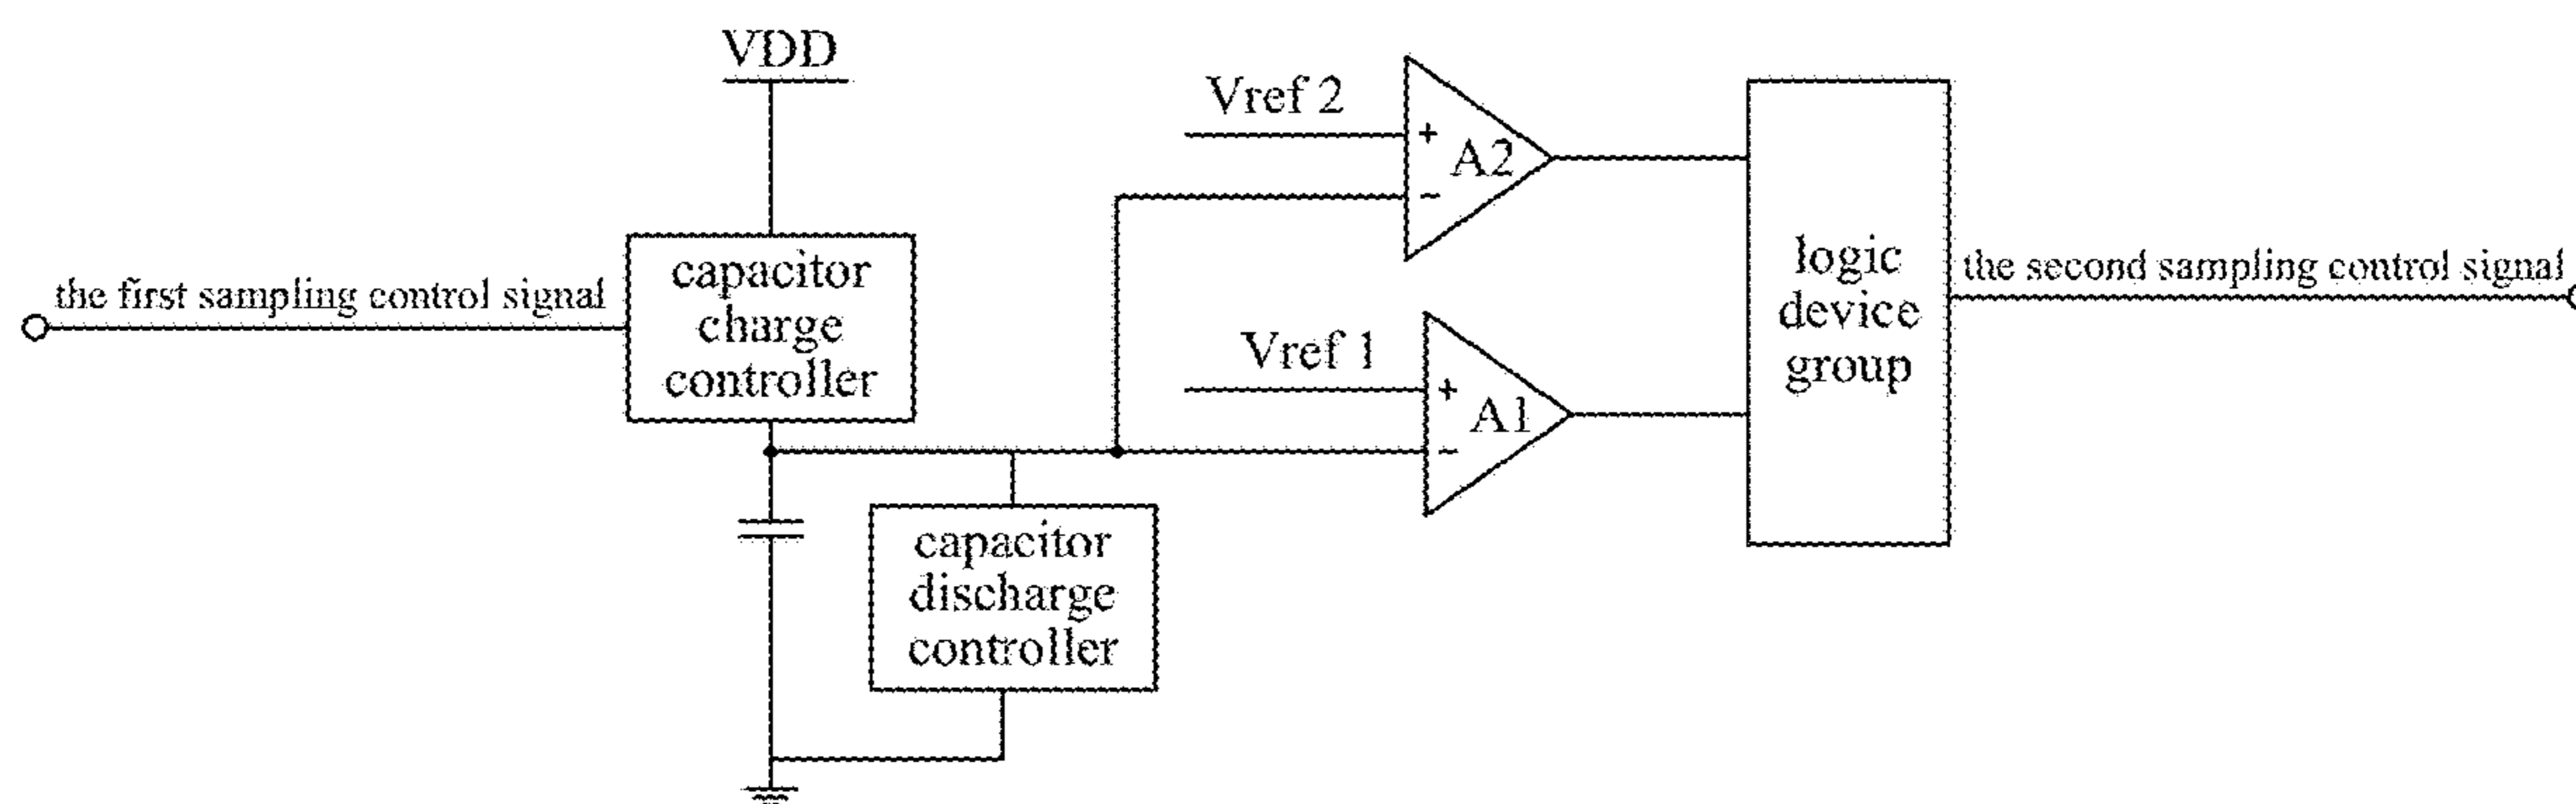 VDD
the first sampling control signal
capacitor
charge
controller
capacitor
discharge
controller
Vref 2
+
A2
−
Vref 1
+
A1
−
logic
device
group
the second sampling control signal